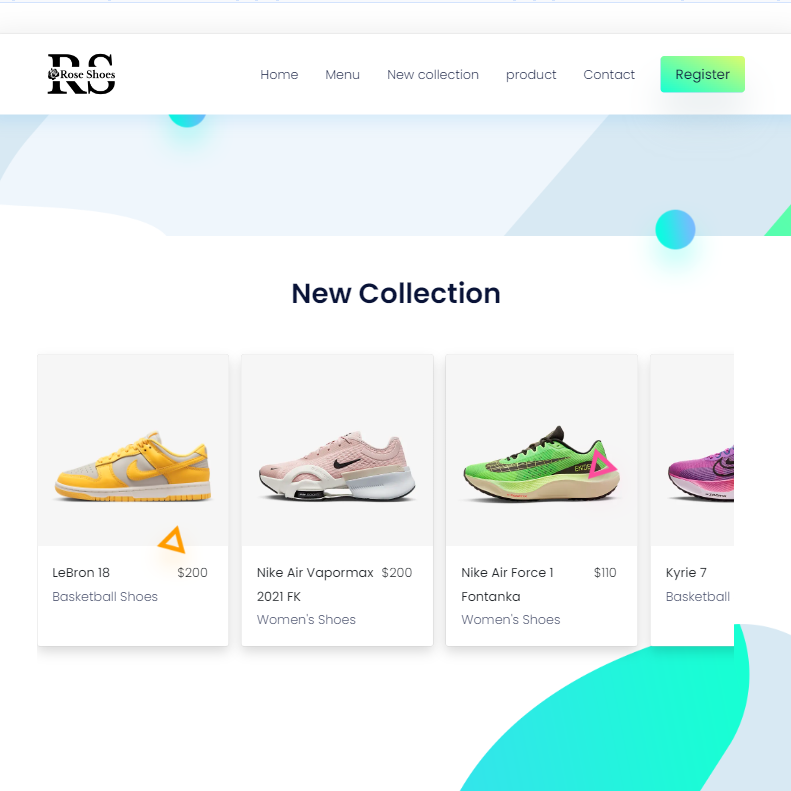 RS
Rose Shoes
Home Menu New collection product Contact Register
New Collection
LeBron 18 $200
Basketball Shoes
Nike Air Vapormax $200
2021 FK
Women's Shoes
Nike Air Force 1 $110
Fontanka
Women's Shoes
Kyrie 7
Basketball